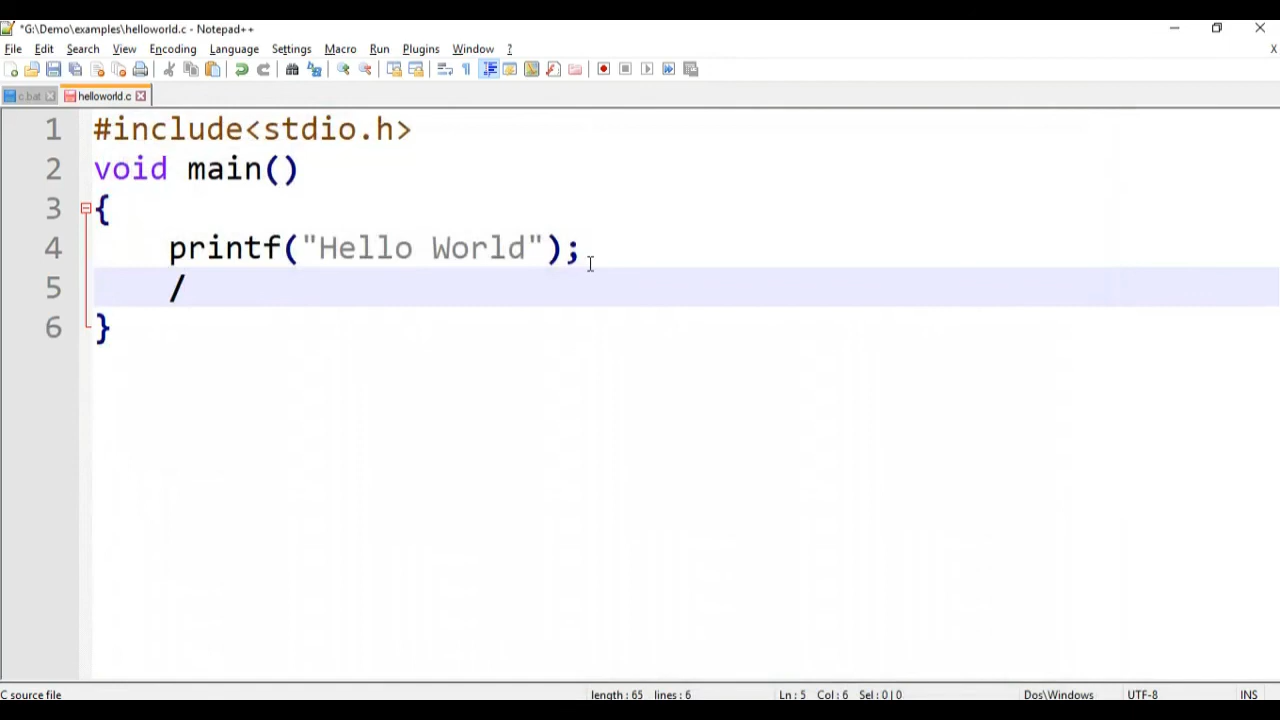 *G:\Demo\examples\helloworld.c - Notepad++
File Edit Search View Encoding Language Settings Macro Run Plugins Window ? X
c.bat helloworld.c
1 #include<stdio.h>
2 void main()
3 {
4 printf("Hello World");
5 /
6 }
C source file length : 65 lines : 6 Ln : 5 Col : 6 Sel : 0 | 0 Dos\Windows UTF-8 INS